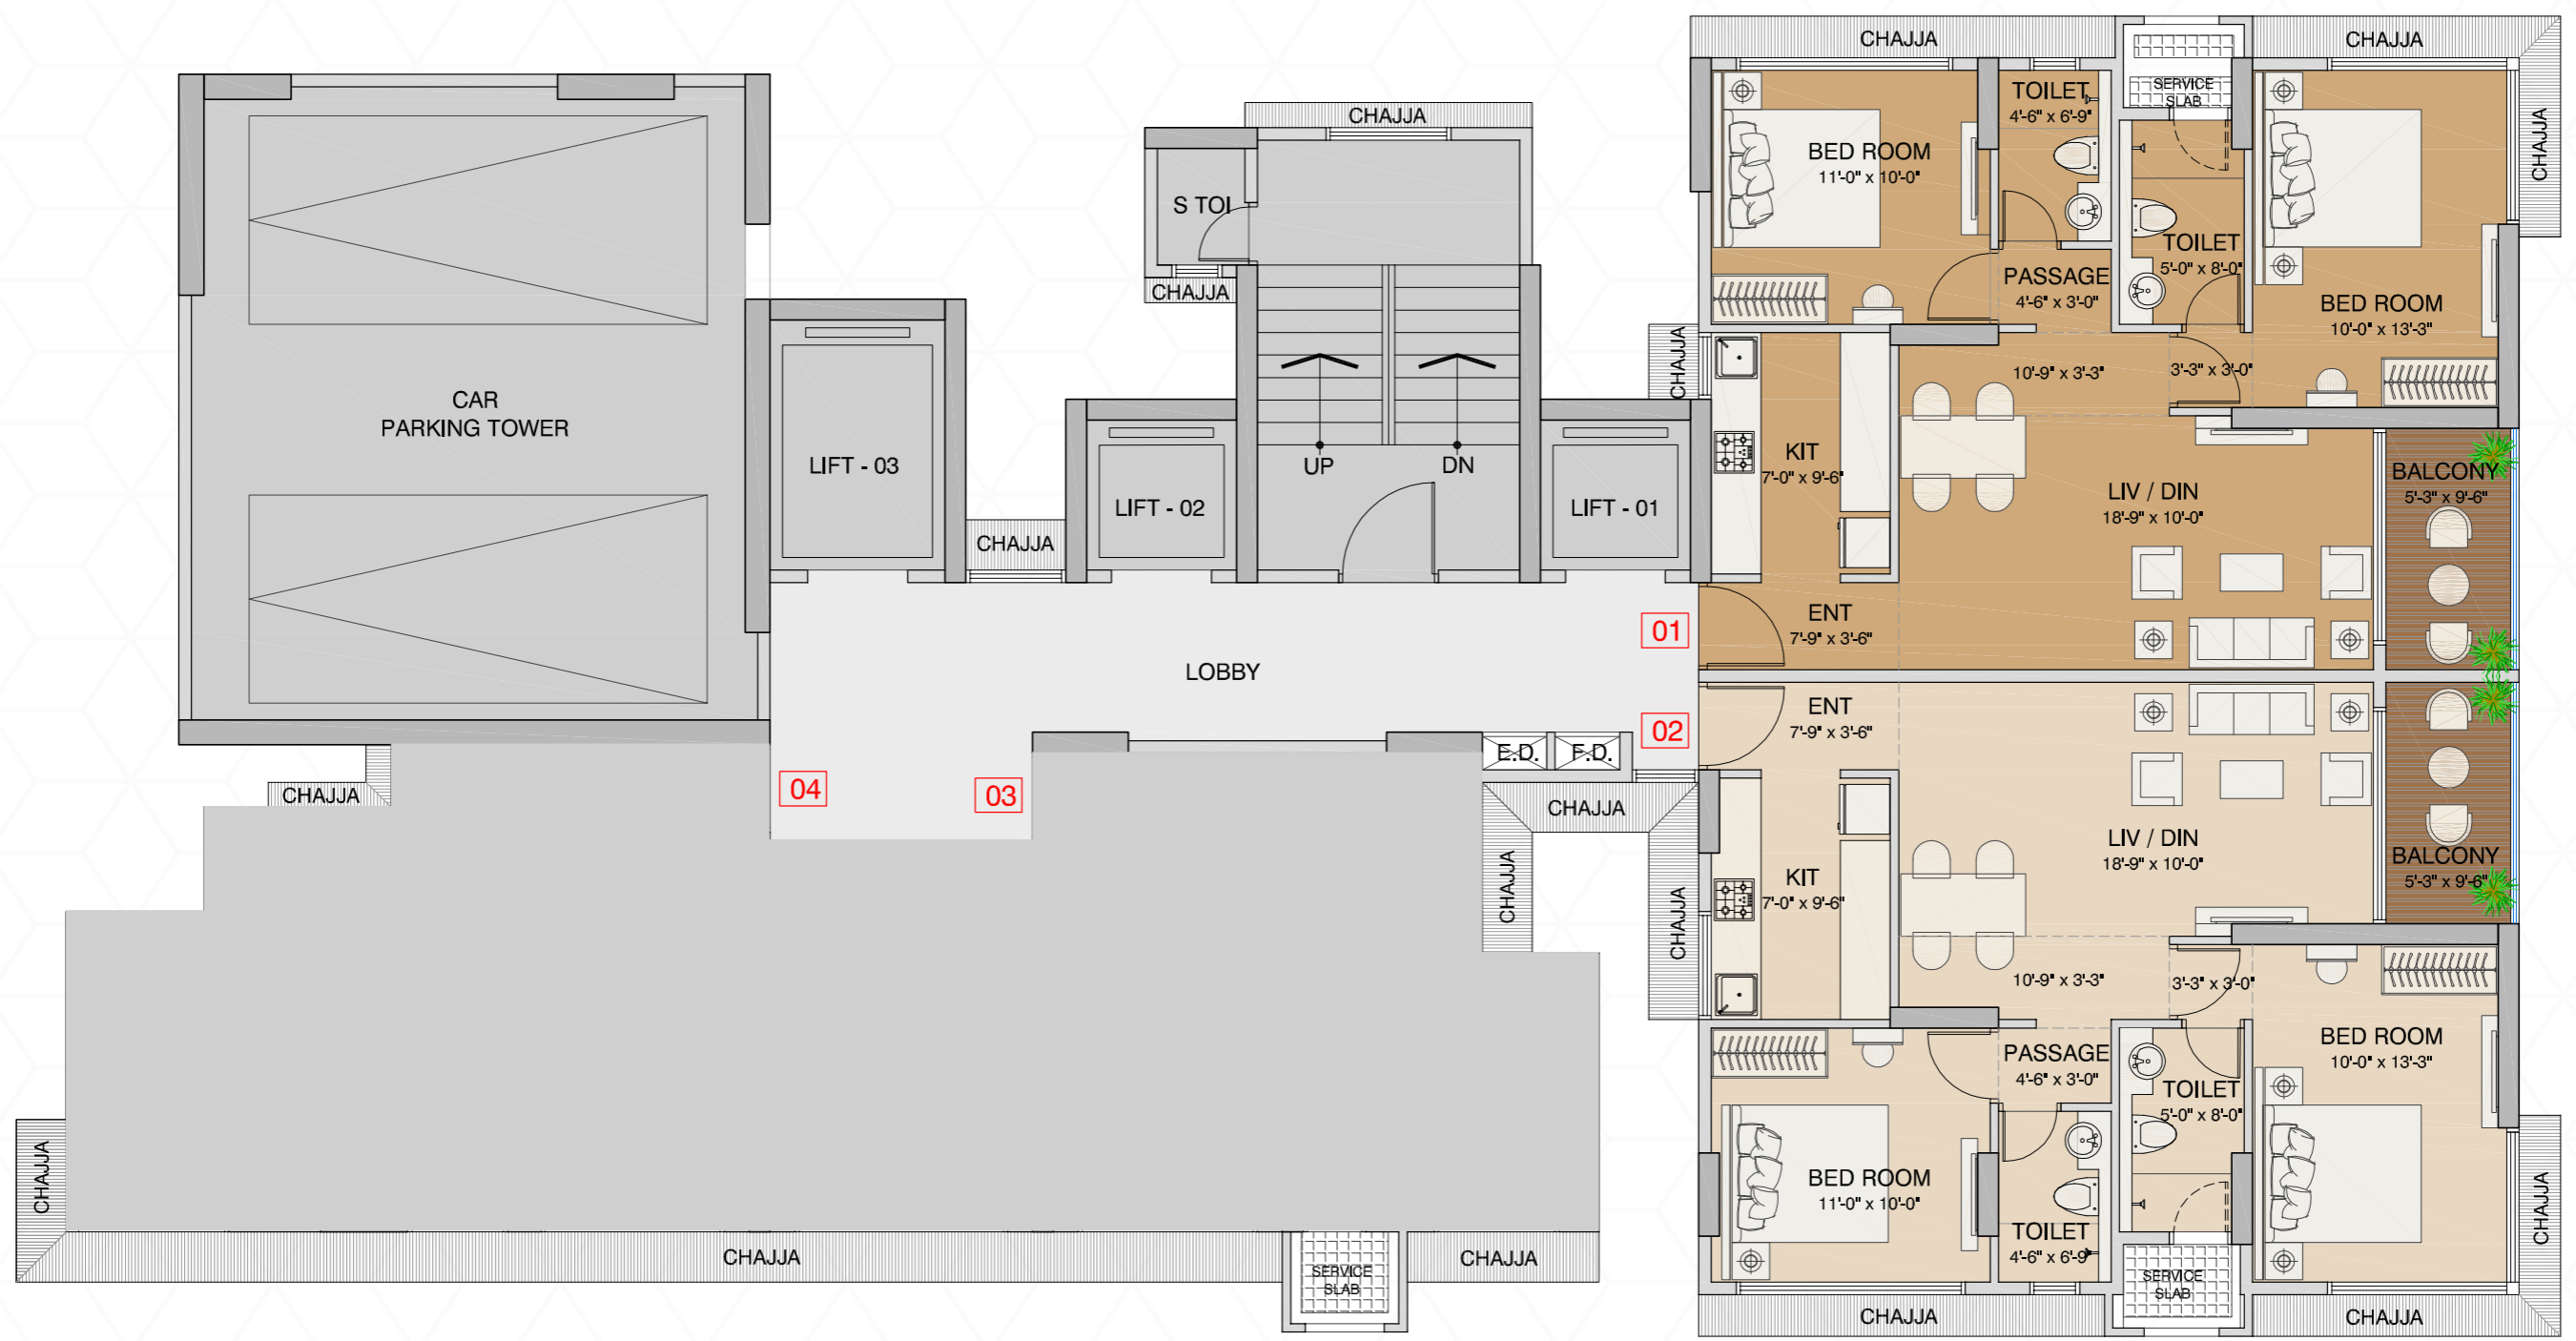 CHAJJA
CHAJJA
SERVICE
SLAB
CHAJJA
CHAJJA
BED ROOM
11'-0" x 10'-0"
TOILET
4'-6" x 6'-9"
TOILET
5'-0" x 8'-0"
PASSAGE
4'-6" x 3'-0"
BED ROOM
10'-0" x 13'-3"
S TOI
CHAJJA
CHAJJA
10'-9" x 3'-3"
3'-3" x 3'-0"
CAR
PARKING TOWER
LIFT - 03
LIFT - 02
UP
DN
LIFT - 01
KIT
7'-0" x 9'-6"
LIV / DIN
18'-9" x 10'-0"
BALCONY
5'-3" x 9'-6"
CHAJJA
01
ENT
7'-9" x 3'-6"
LOBBY
02
ENT
7'-9" x 3'-6"
E.D.
F.D.
04
03
CHAJJA
CHAJJA
CHAJJA
CHAJJA
KIT
7'-0" x 9'-6"
LIV / DIN
18'-9" x 10'-0"
BALCONY
5'-3" x 9'-6"
10'-9" x 3'-3"
3'-3" x 3'-0"
PASSAGE
4'-6" x 3'-0"
TOILET
5'-0" x 8'-0"
BED ROOM
10'-0" x 13'-3"
BED ROOM
11'-0" x 10'-0"
TOILET
4'-6" x 6'-9"
CHAJJA
CHAJJA
CHAJJA
SERVICE
SLAB
CHAJJA
CHAJJA
SERVICE
SLAB
CHAJJA